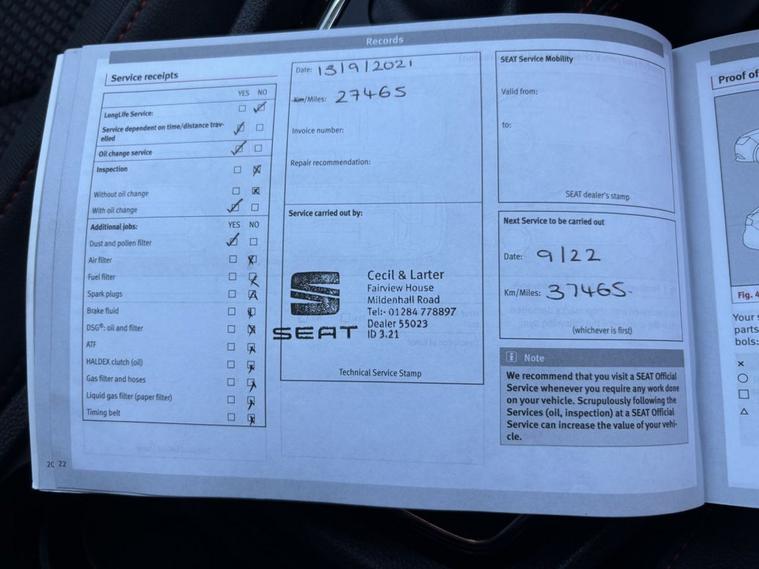 Records
Service receipts
YES NO
LongLife Service:
Service dependent on time/distance trav-
elled
Oil change service
Inspection
Without oil change
With oil change
Additional jobs: YES NO
Dust and pollen filter
Air filter
Fuel filter
Spark plugs
Brake fluid
DSG®: oil and filter
ATF
HALDEX clutch (oil)
Gas filter and hoses
Liquid gas filter (paper filter)
Timing belt
Date: 13/9/2021
Km/Miles: 27465
Invoice number:
Repair recommendation:
Service carried out by:
SEAT
Cecil & Larter
Fairview House
Mildenhall Road
Tel:- 01284 778897
Dealer 55023
ID 3.21
Technical Service Stamp
SEAT Service Mobility
Valid from:
to:
SEAT dealer's stamp
Next Service to be carried out
Date: 9/22
Km/Miles: 37465
(whichever is first)
Note
We recommend that you visit a SEAT Official
Service whenever you require any work done
on your vehicle. Scrupulously following the
Services (oil, inspection) at a SEAT Official
Service can increase the value of your vehi-
cle.
22
Proof of
Fig. 4
Your
parts
bols: